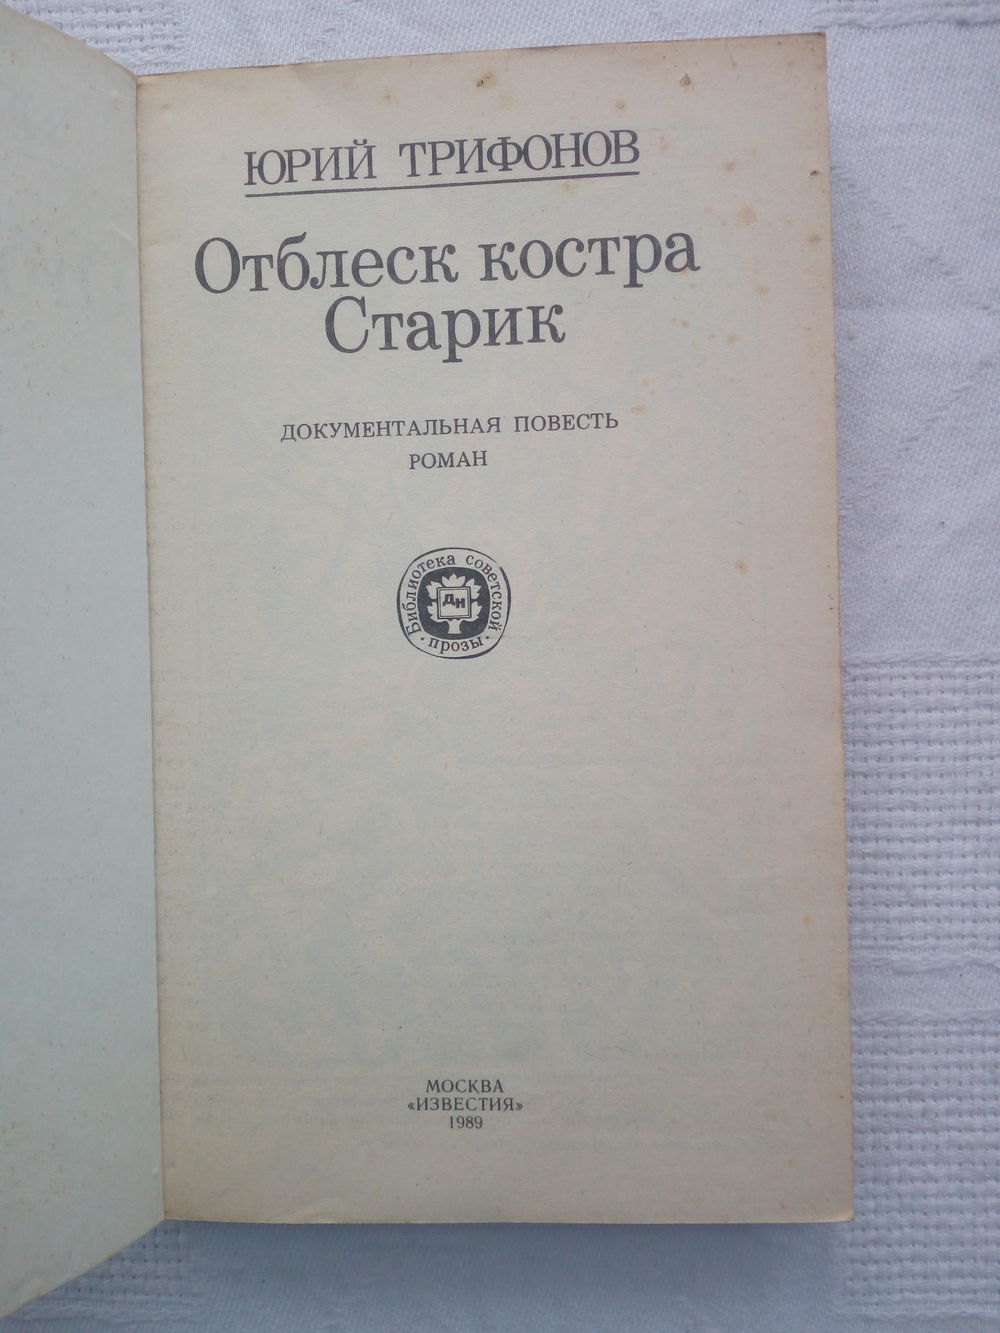 ЮРИЙ ТРИФОНОВ
Отблеск костра
Старик
ДОКУМЕНТАЛЬНАЯ ПОВЕСТЬ
РОМАН
Библиотека советской
· прозы ·
ДН
МОСКВА
«ИЗВЕСТИЯ»
1989